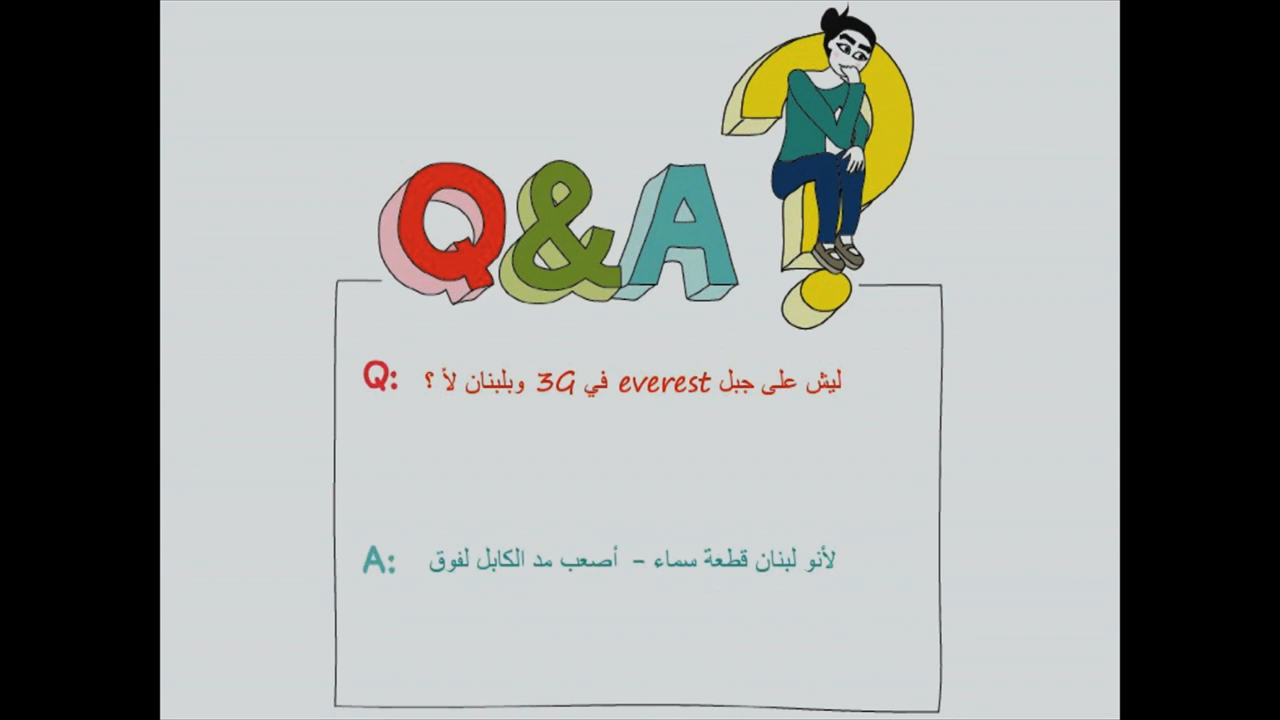 Q&A ?
Q: ليش على جبل everest في 3G وبلبنان لأ ؟
A: لأنو لبنان قطعة سماء - أصعب مد الكابل لفوق